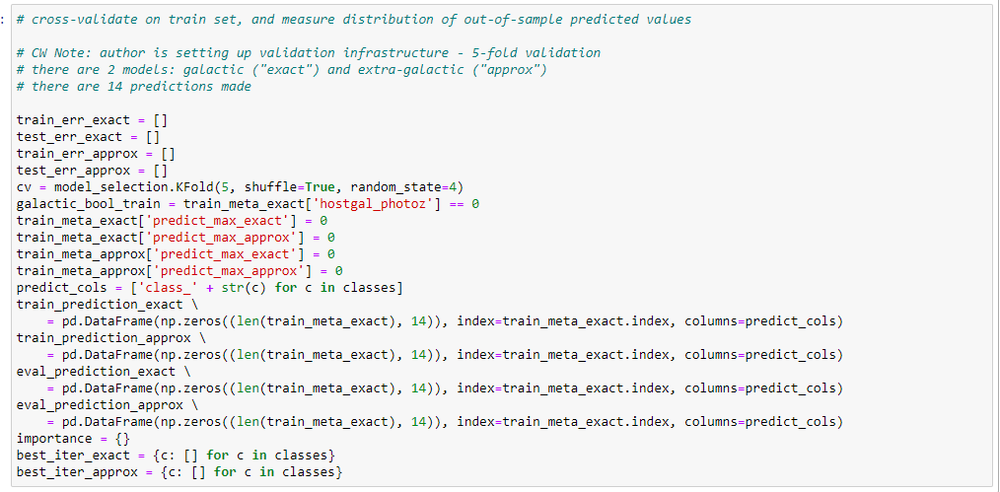 :
# cross-validate on train set, and measure distribution of out-of-sample predicted values
# CW Note: author is setting up validation infrastructure - 5-fold validation
# there are 2 models: galactic ("exact") and extra-galactic ("approx")
# there are 14 predictions made
train_err_exact = []
test_err_exact = []
train_err_approx = []
test_err_approx = []
cv = model_selection.KFold(5, shuffle=True, random_state=4)
galactic_bool_train = train_meta_exact['hostgal_photoz'] == 0
train_meta_exact['predict_max_exact'] = 0
train_meta_exact['predict_max_approx'] = 0
train_meta_approx['predict_max_exact'] = 0
train_meta_approx['predict_max_approx'] = 0
predict_cols = ['class_' + str(c) for c in classes]
train_prediction_exact \
    = pd.DataFrame(np.zeros((len(train_meta_exact), 14)), index=train_meta_exact.index, columns=predict_cols)
train_prediction_approx \
    = pd.DataFrame(np.zeros((len(train_meta_exact), 14)), index=train_meta_exact.index, columns=predict_cols)
eval_prediction_exact \
    = pd.DataFrame(np.zeros((len(train_meta_exact), 14)), index=train_meta_exact.index, columns=predict_cols)
eval_prediction_approx \
    = pd.DataFrame(np.zeros((len(train_meta_exact), 14)), index=train_meta_exact.index, columns=predict_cols)
importance = {}
best_iter_exact = {c: [] for c in classes}
best_iter_approx = {c: [] for c in classes}